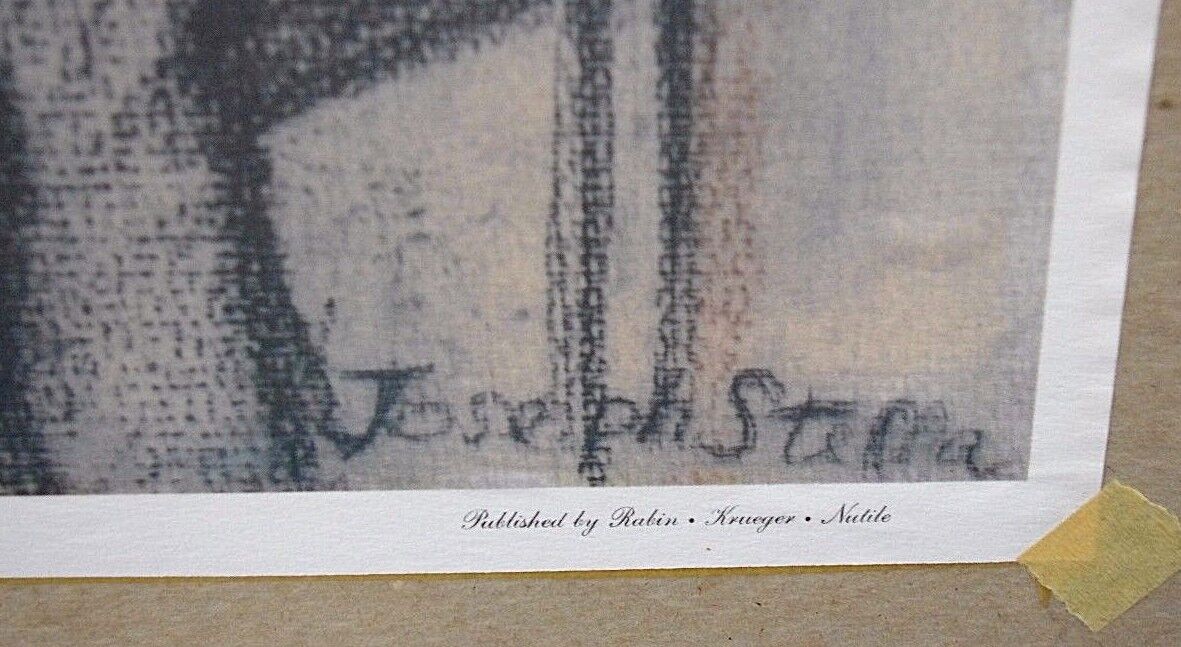 Joseph Stella
Published by Rabin • Krueger • Nutile